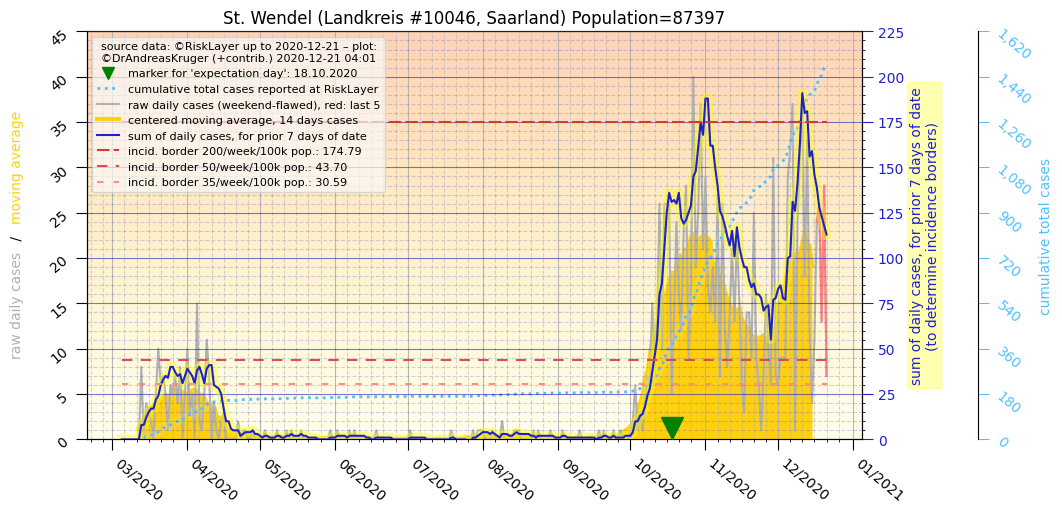 St. Wendel (Landkreis #10046, Saarland) Population=87397
source data: ©RiskLayer up to 2020-12-21 – plot:
©DrAndreasKruger (+contrib.) 2020-12-21 04:01
marker for 'expectation day': 18.10.2020
cumulative total cases reported at RiskLayer
raw daily cases (weekend-flawed), red: last 5
centered moving average, 14 days cases
sum of daily cases, for prior 7 days of date
incid. border 200/week/100k pop.: 174.79
incid. border 50/week/100k pop.: 43.70
incid. border 35/week/100k pop.: 30.59
raw daily cases / moving average
45
40
35
30
25
20
15
10
5
0
03/2020
04/2020
05/2020
06/2020
07/2020
08/2020
09/2020
10/2020
11/2020
12/2020
01/2021
225
200
175
150
125
100
75
50
25
0
sum of daily cases, for prior 7 days of date
(to determine incidence borders)
1,620
1,440
1,260
1,080
900
720
540
360
180
0
cumulative total cases